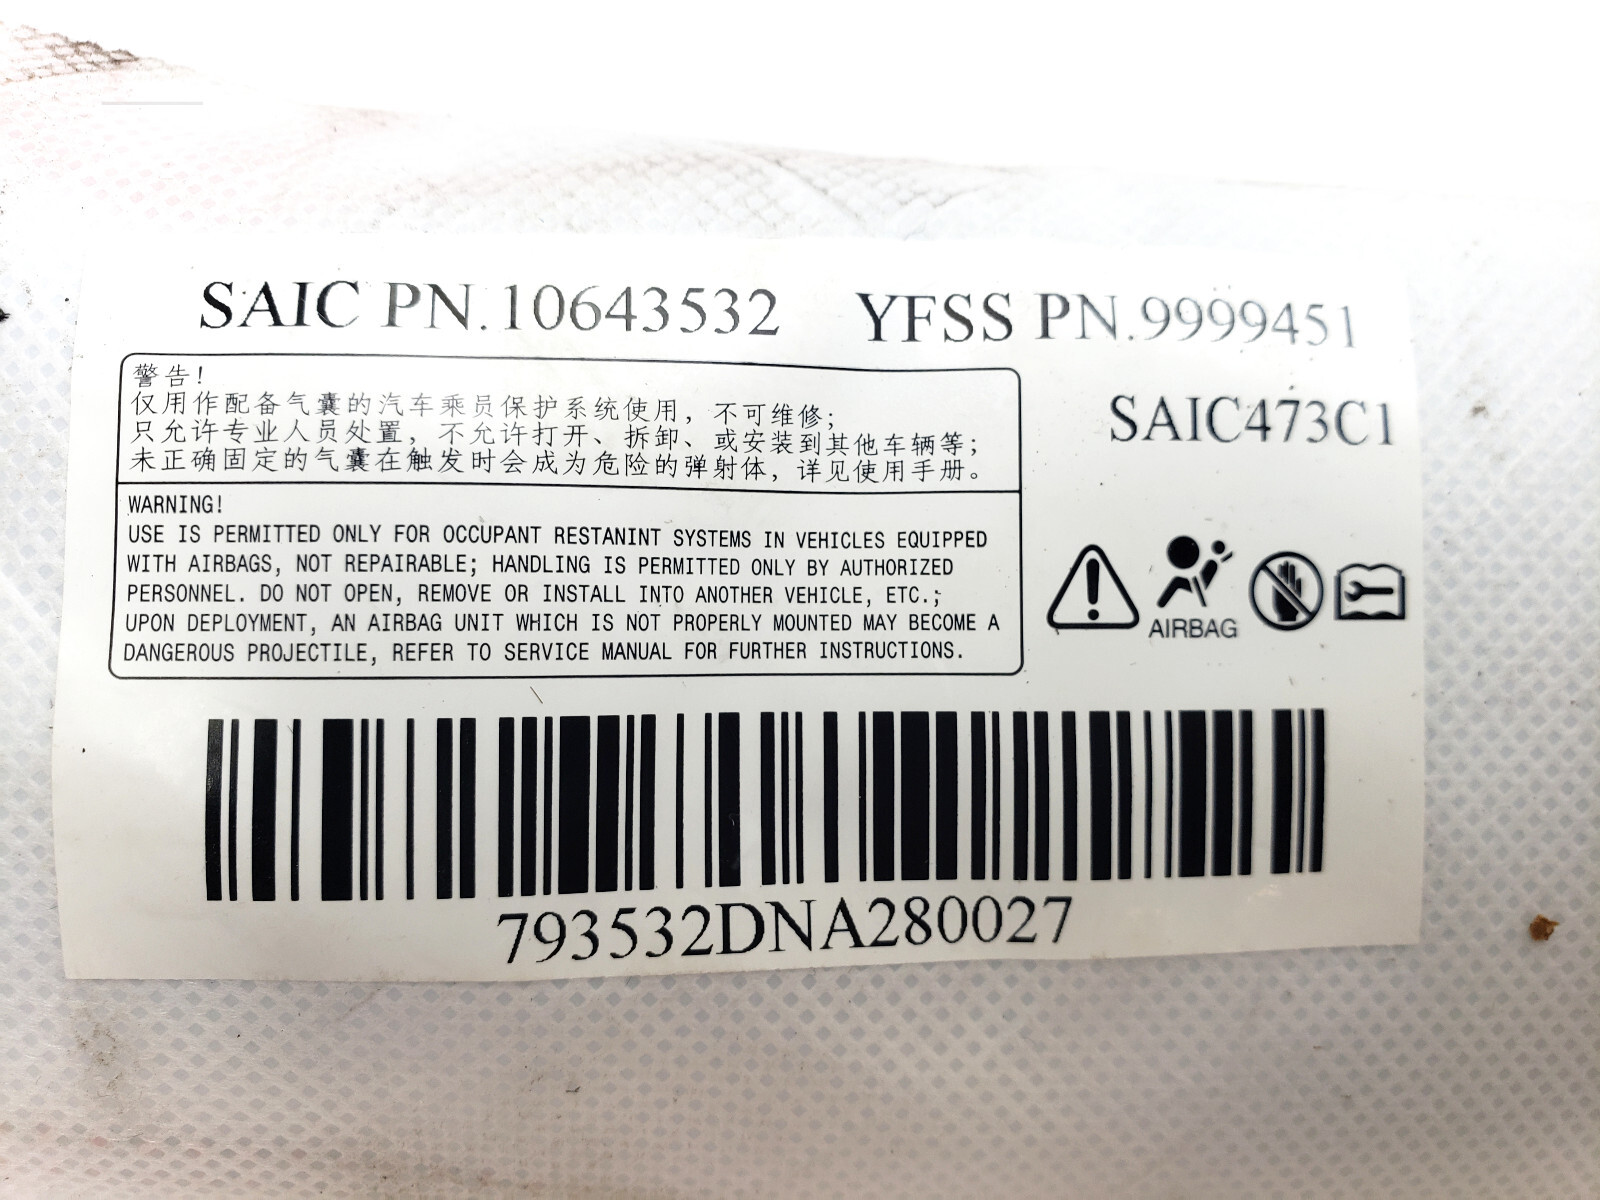 SAIC PN.10643532 YFSS PN.9999451
SAIC473C1
警告!
仅用作配备气囊的汽车乘员保护系统使用，不可维修;
只允许专业人员处置，不允许打开、拆卸、或安装到其他车辆等;
未正确固定的气囊在触发时会成为危险的弹射体，详见使用手册。
WARNING!
USE IS PERMITTED ONLY FOR OCCUPANT RESTANINT SYSTEMS IN VEHICLES EQUIPPED
WITH AIRBAGS, NOT REPAIRABLE; HANDLING IS PERMITTED ONLY BY AUTHORIZED
PERSONNEL. DO NOT OPEN, REMOVE OR INSTALL INTO ANOTHER VEHICLE, ETC.;
UPON DEPLOYMENT, AN AIRBAG UNIT WHICH IS NOT PROPERLY MOUNTED MAY BECOME A
DANGEROUS PROJECTILE, REFER TO SERVICE MANUAL FOR FURTHER INSTRUCTIONS.
AIRBAG
793532DNA280027